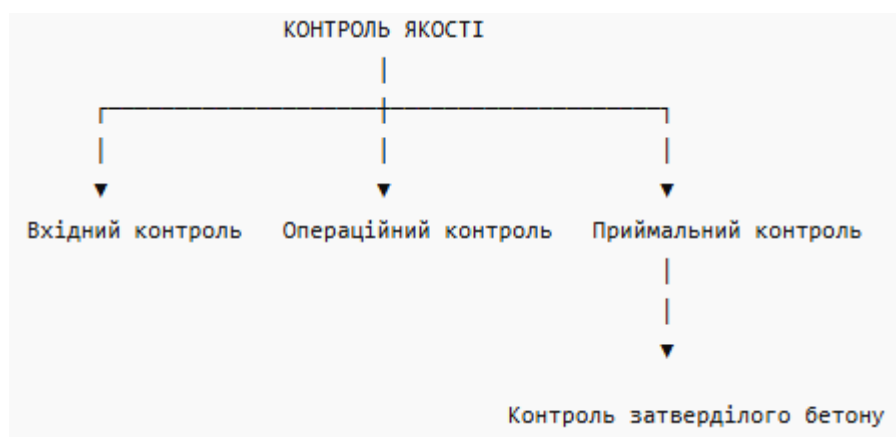 КОНТРОЛЬ ЯКОСТІ
Вхідний контроль Операційний контроль Приймальний контроль
Контроль затверділого бетону